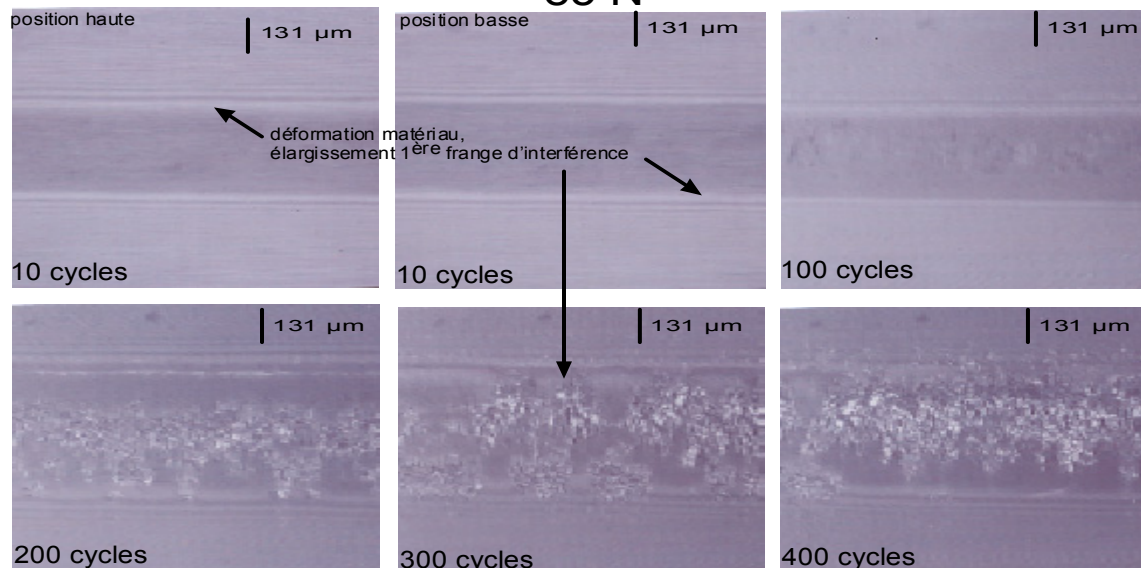 N
position haute
131 µm
position basse
131 µm
131 µm
déformation matériau,
élargissement 1ère frange d'interférence
10 cycles
10 cycles
100 cycles
131 µm
131 µm
131 µm
200 cycles
300 cycles
400 cycles